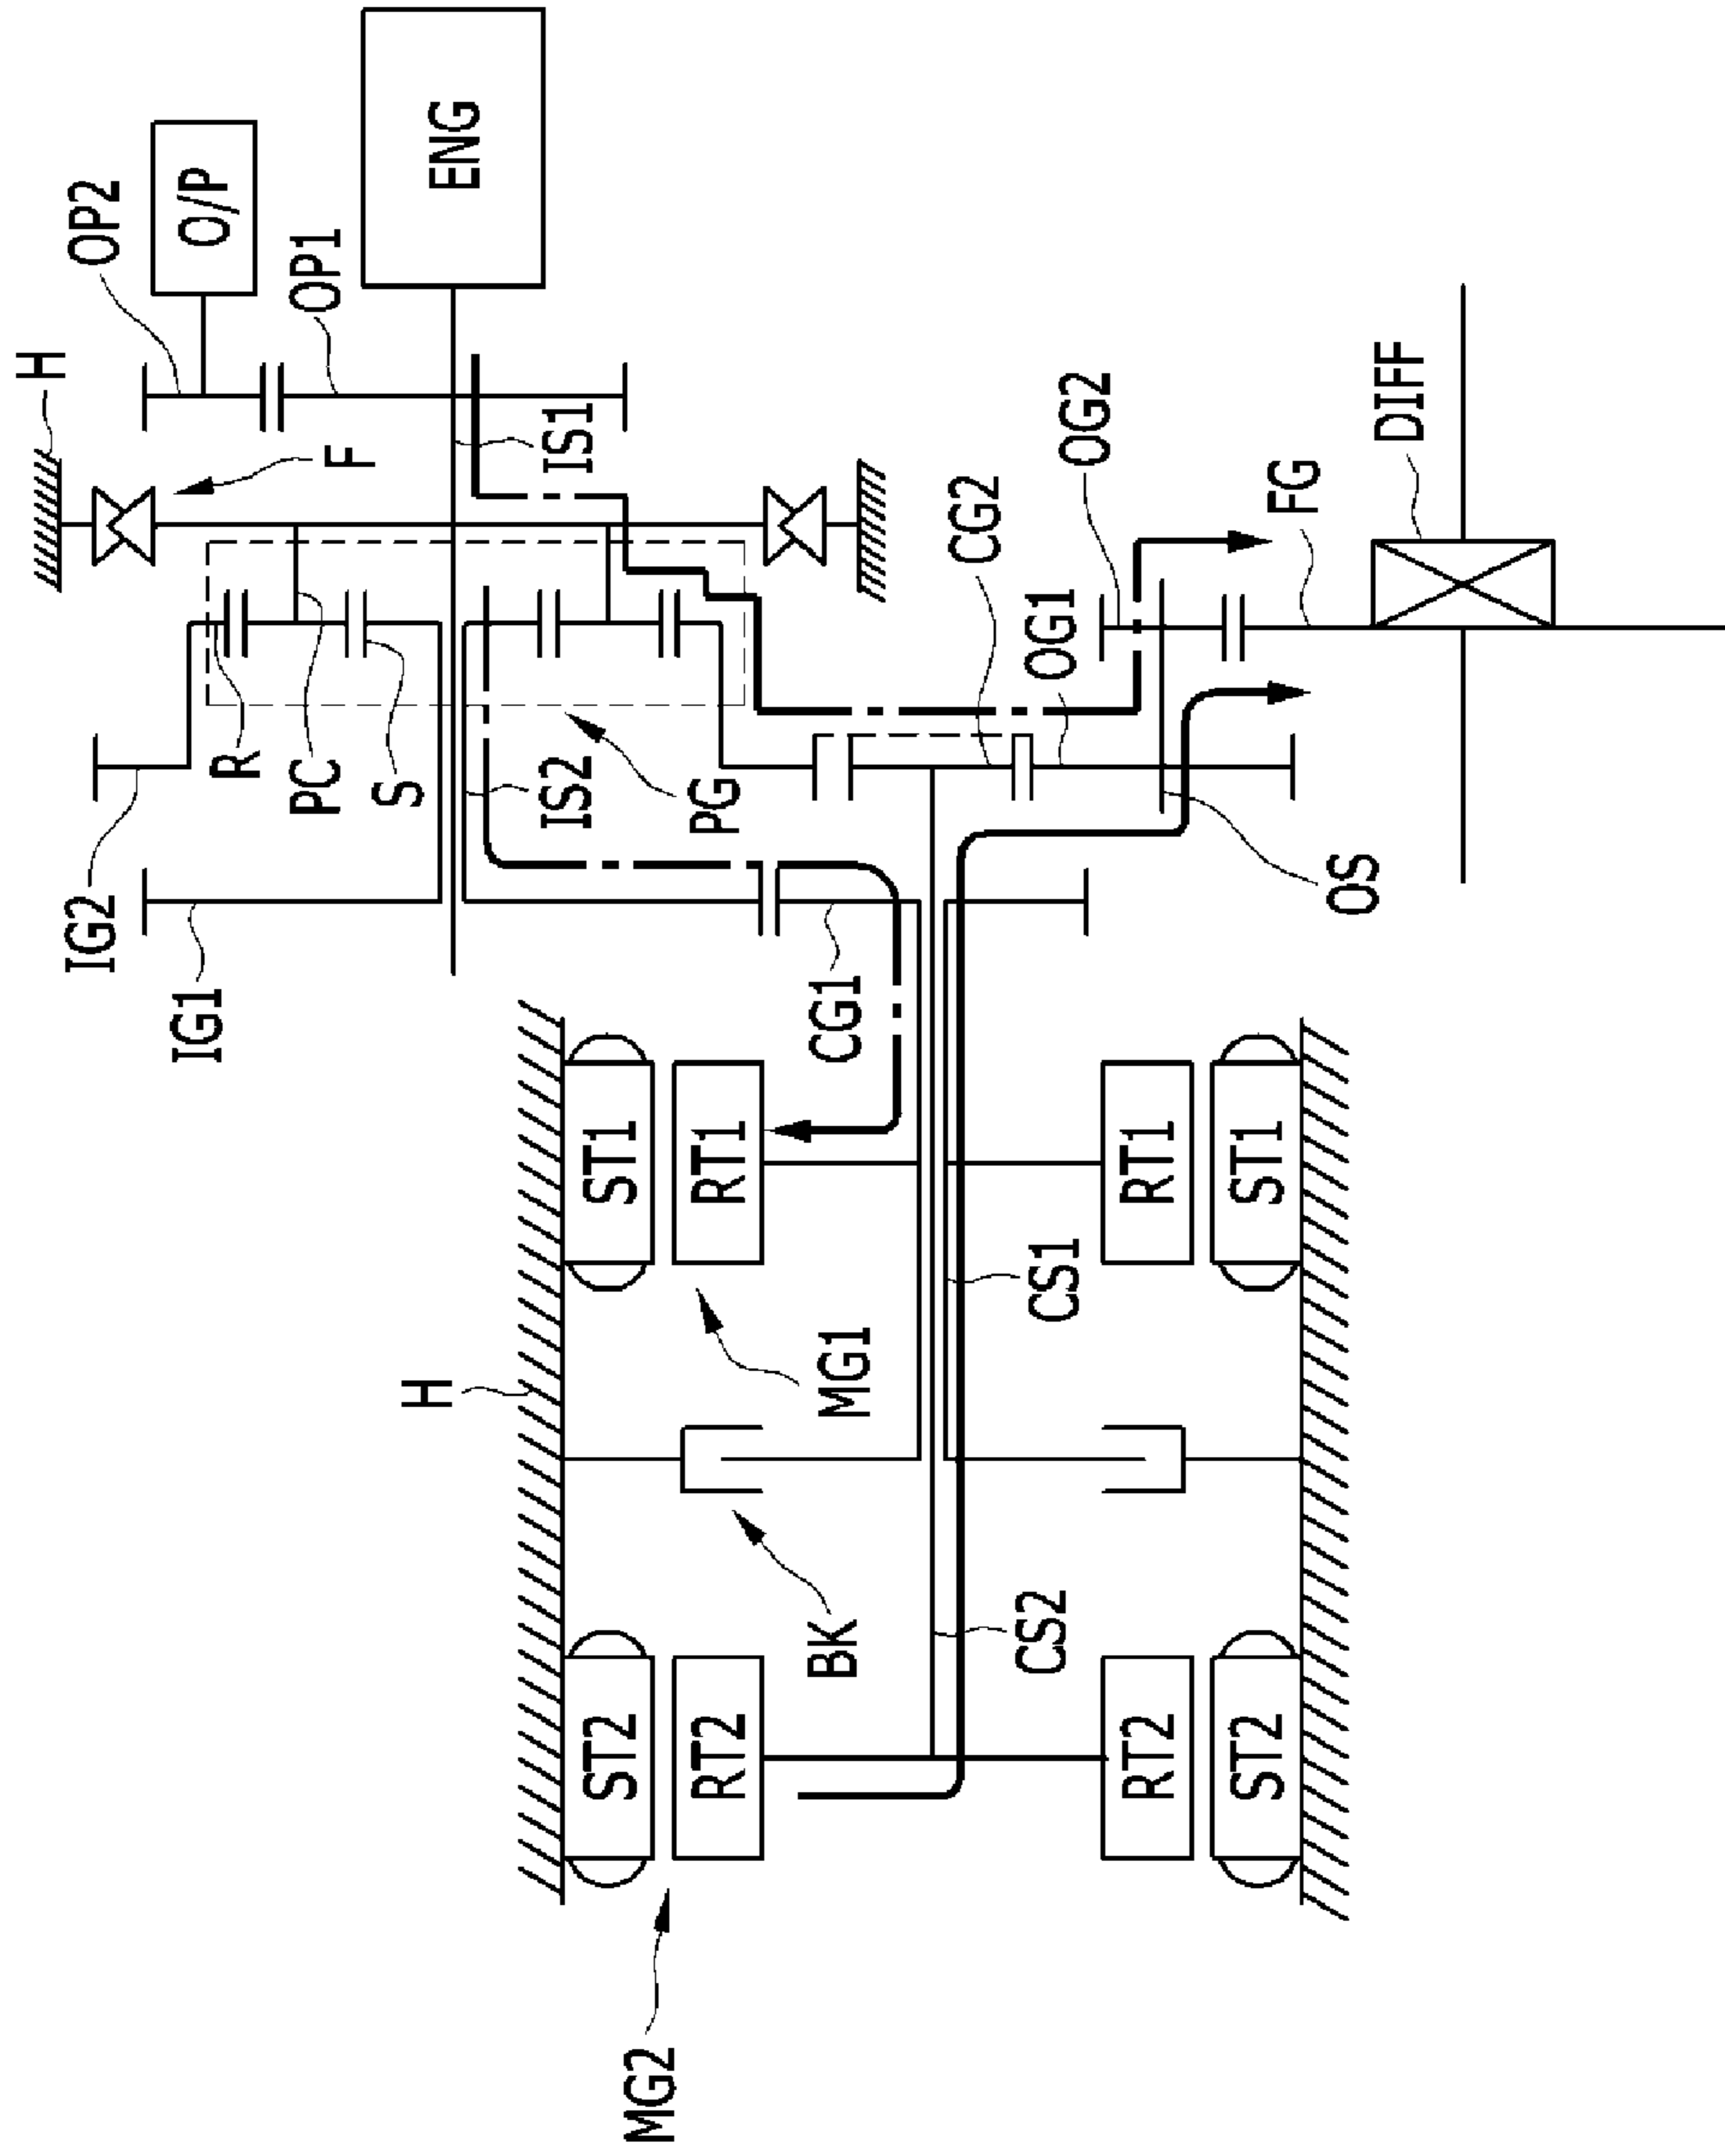 MG2
ST2
RT2
BK
CS2
RT2
ST2
H
MG1
ST1
RT1
CS1
RT1
ST1
IG1
IG2
CG1
R
PC
S
IS2
PG
OS
CG2
OG1
OG2
FG
DIFF
F
H
IS1
OP1
OP2
O/P
ENG